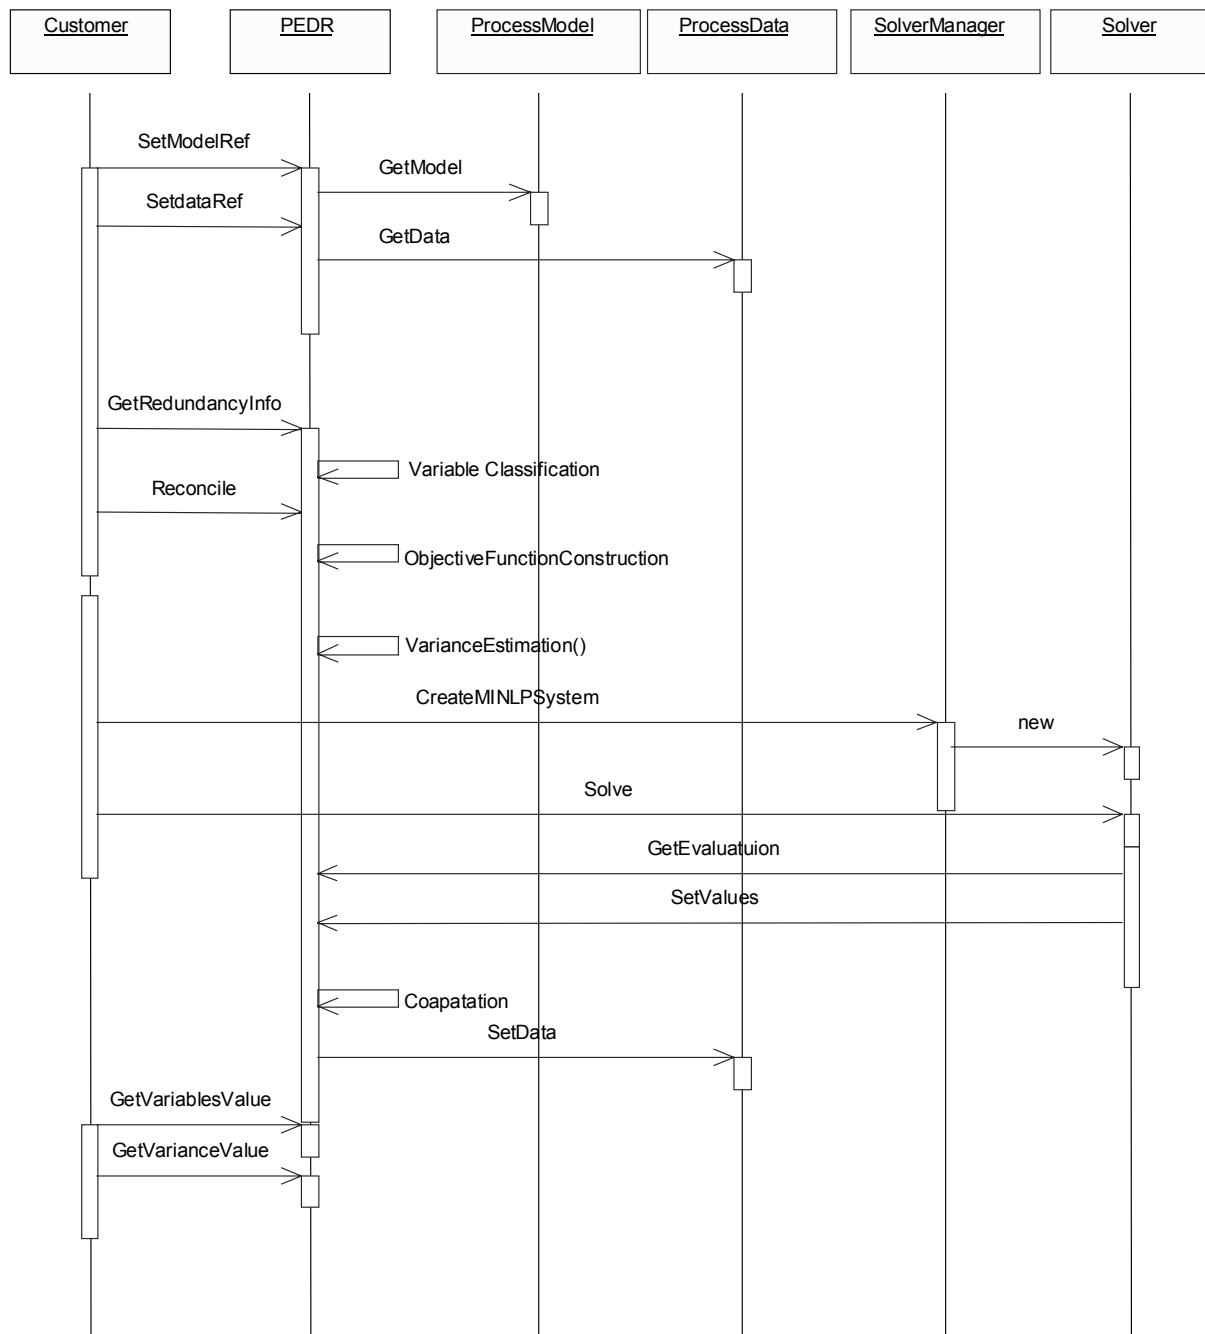 Customer
PEDR
ProcessModel
ProcessData
SolverManager
Solver
SetModelRef
GetModel
SetdataRef
GetData
GetRedundancyInfo
Variable Classification
Reconcile
ObjectiveFunctionConstruction
VarianceEstimation()
CreateMINLPSystem
new
Solve
GetEvaluatuion
SetValues
Coapatation
SetData
GetVariablesValue
GetVarianceValue